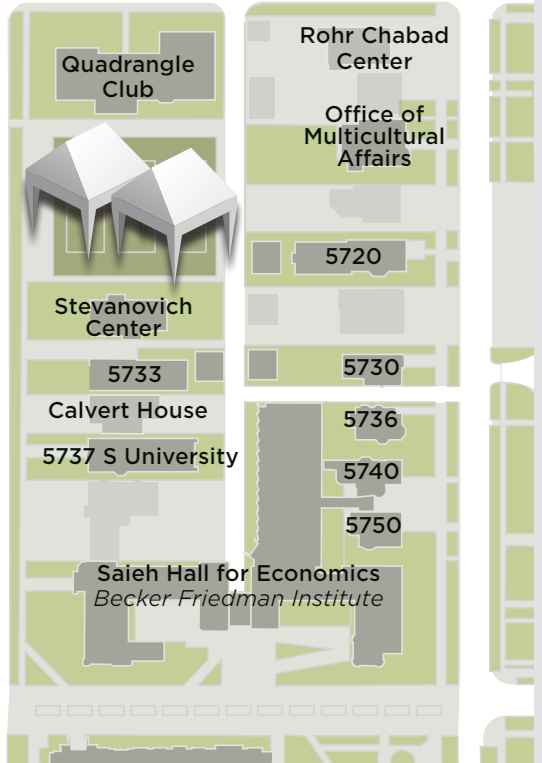 Quadrangle
Club
Rohr Chabad
Center
Office of
Multicultural
Affairs
5720
Stevanovich
Center
5733
5730
Calvert House
5736
5737 S University
5740
5750
Saieh Hall for Economics
Becker Friedman Institute